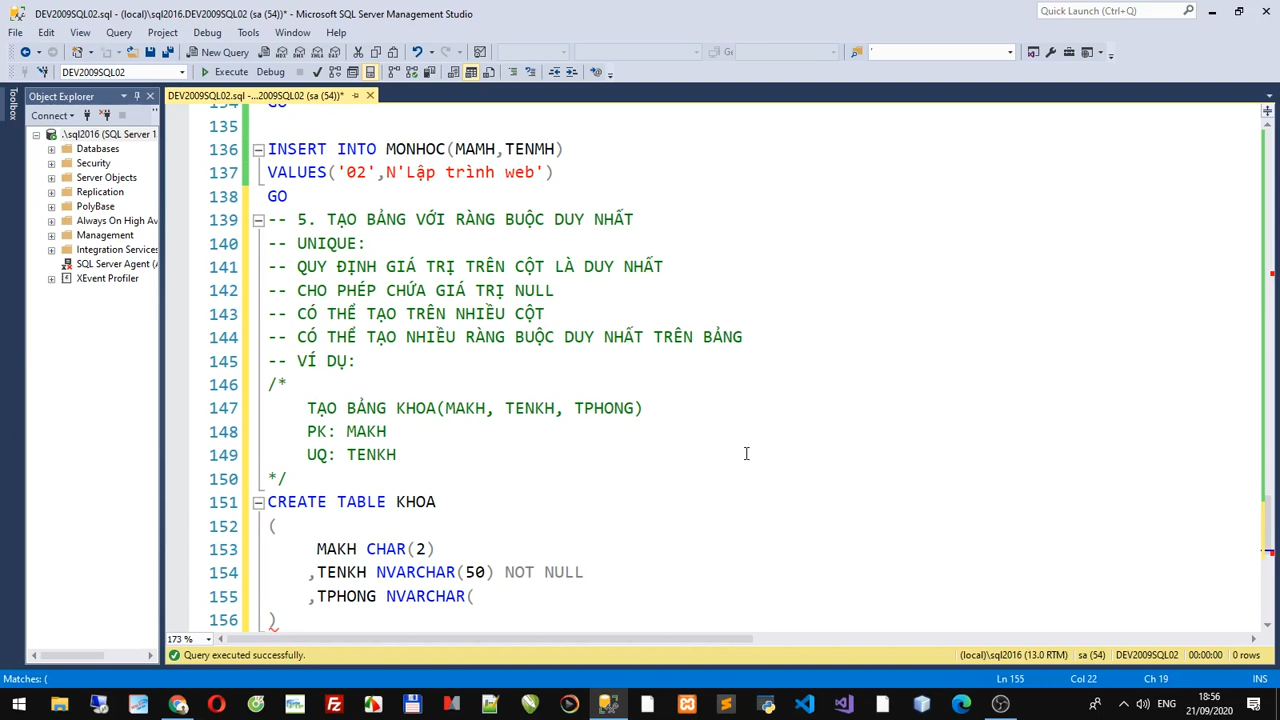 DEV2009SQL02.sql - (local)\sql2016.DEV2009SQL02 (sa (54))* - Microsoft SQL Server Management Studio
Quick Launch (Ctrl+Q)
File Edit View Query Project Debug Tools Window Help
New Query
DEV2009SQL02 Execute Debug
Toolbox
Object Explorer
DEV2009SQL02.sql -...2009SQL02 (sa (54))*
Connect
.\sql2016 (SQL Server 1
Databases
Security
Server Objects
Replication
PolyBase
Always On High Av
Management
Integration Services
SQL Server Agent (A
XEvent Profiler
134 GO
135
136 INSERT INTO MONHOC(MAMH,TENMH)
137 VALUES('02',N'Lập trình web')
138 GO
139 -- 5. TẠO BẢNG VỚI RÀNG BUỘC DUY NHẤT
140 -- UNIQUE:
141 -- QUY ĐỊNH GIÁ TRỊ TRÊN CỘT LÀ DUY NHẤT
142 -- CHO PHÉP CHỨA GIÁ TRỊ NULL
143 -- CÓ THỂ TẠO TRÊN NHIỀU CỘT
144 -- CÓ THỂ TẠO NHIỀU RÀNG BUỘC DUY NHẤT TRÊN BẢNG
145 -- VÍ DỤ:
146 /*
147 TẠO BẢNG KHOA(MAKH, TENKH, TPHONG)
148 PK: MAKH
149 UQ: TENKH
150 */
151 CREATE TABLE KHOA
152 (
153 MAKH CHAR(2)
154 ,TENKH NVARCHAR(50) NOT NULL
155 ,TPHONG NVARCHAR(
156 )
173 %
Query executed successfully. (local)\sql2016 (13.0 RTM) sa (54) DEV2009SQL02 00:00:00 0 rows
Matches: ( Ln 155 Col 22 Ch 19 INS
ENG
18:56
21/09/2020